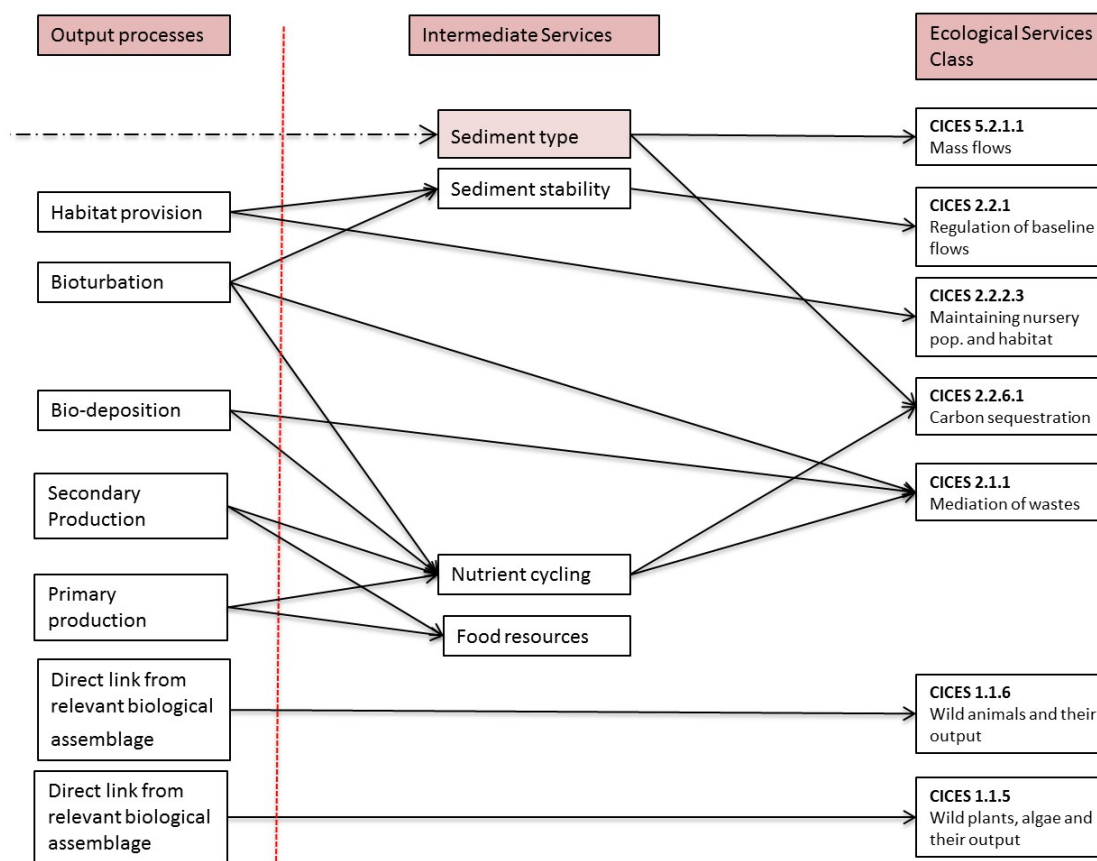 Output processes
Intermediate Services
Ecological Services
Class
Sediment type
Sediment stability
Habitat provision
Bioturbation
Bio-deposition
Secondary
Production
Primary
production
Nutrient cycling
Food resources
Direct link from
relevant biological
assemblage
Direct link from
relevant biological
assemblage
CICES 5.2.1.1
Mass flows
CICES 2.2.1
Regulation of baseline
flows
CICES 2.2.2.3
Maintaining nursery
pop. and habitat
CICES 2.2.6.1
Carbon sequestration
CICES 2.1.1
Mediation of wastes
CICES 1.1.6
Wild animals and their
output
CICES 1.1.5
Wild plants, algae and
their output